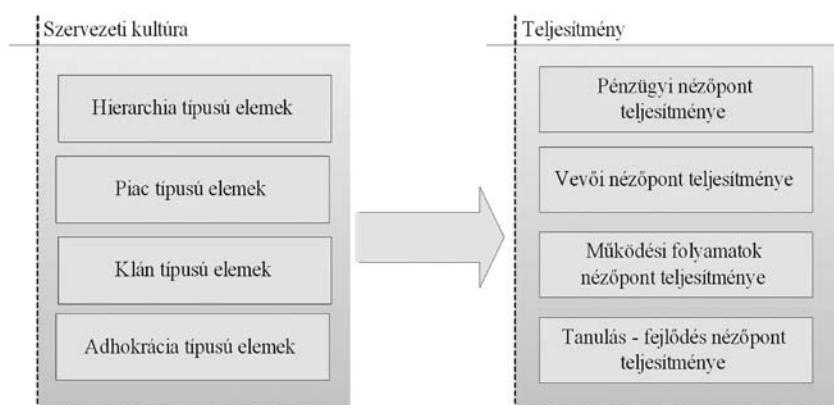 Szervezeti kultúra
Hierarchia típusú elemek
Piac típusú elemek
Klán típusú elemek
Adhokrácia típusú elemek
Teljesítmény
Pénzügyi nézőpont
teljesítménye
Vevői nézőpont teljesítménye
Működési folyamatok
nézőpont teljesítménye
Tanulás - fejlődés nézőpont
teljesítménye